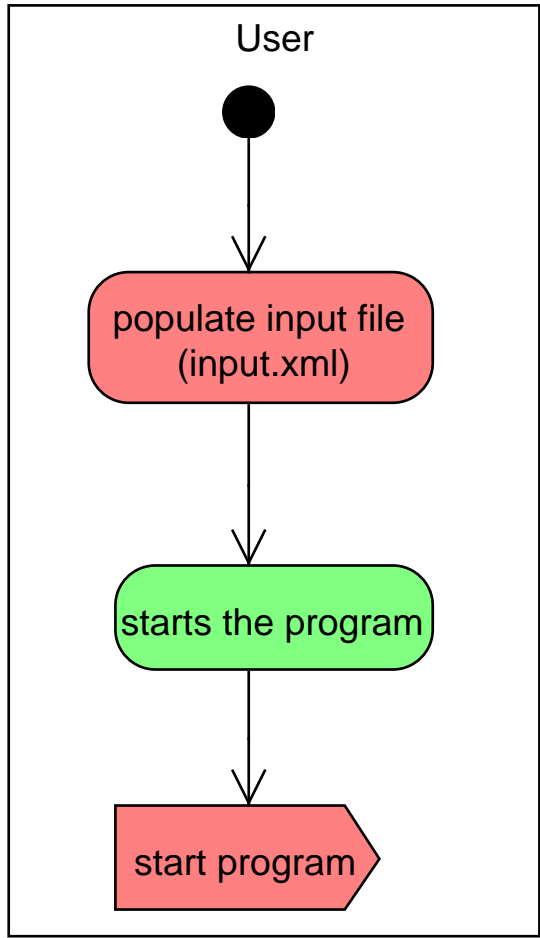 User
populate input file
(input.xml)
starts the program
start program